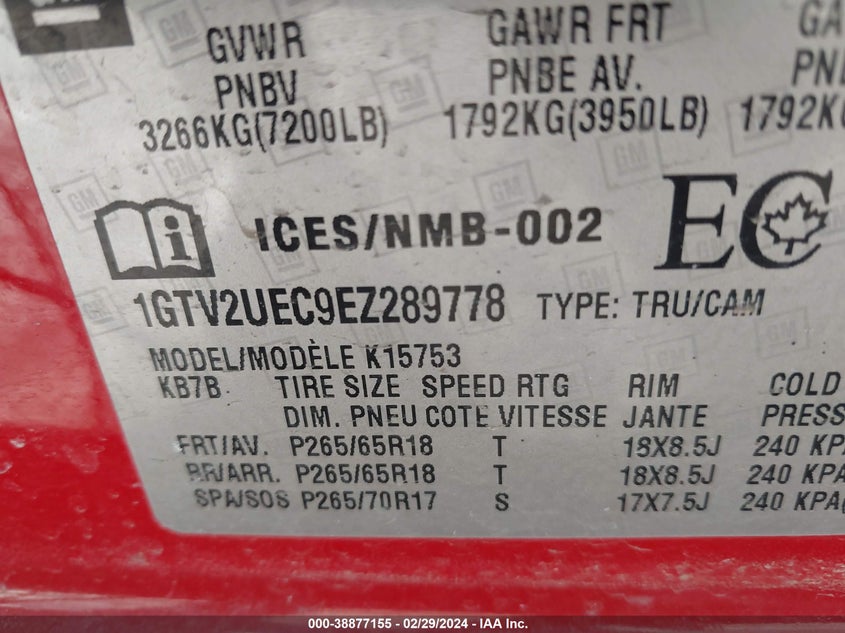 GVWR GAWR FRT GA
PNBV PNBE AV. PN
3266KG(7200LB) 1792KG(3950LB) 1792K
ICES/NMB-002 EC
1GTV2UEC9EZ289778 TYPE: TRU/CAM
MODEL/MODÈLE K15753
KB7B TIRE SIZE SPEED RTG RIM COLD
DIM. PNEU COTE VITESSE JANTE PRESS
FRT/AV. P265/65R18 T 18X8.5J 240 KPA
RR/ARR. P265/65R18 T 18X8.5J 240 KPA
SPA/SOS P265/70R17 S 17X7.5J 240 KPA(
000-38877155 - 02/29/2024 - IAA Inc.